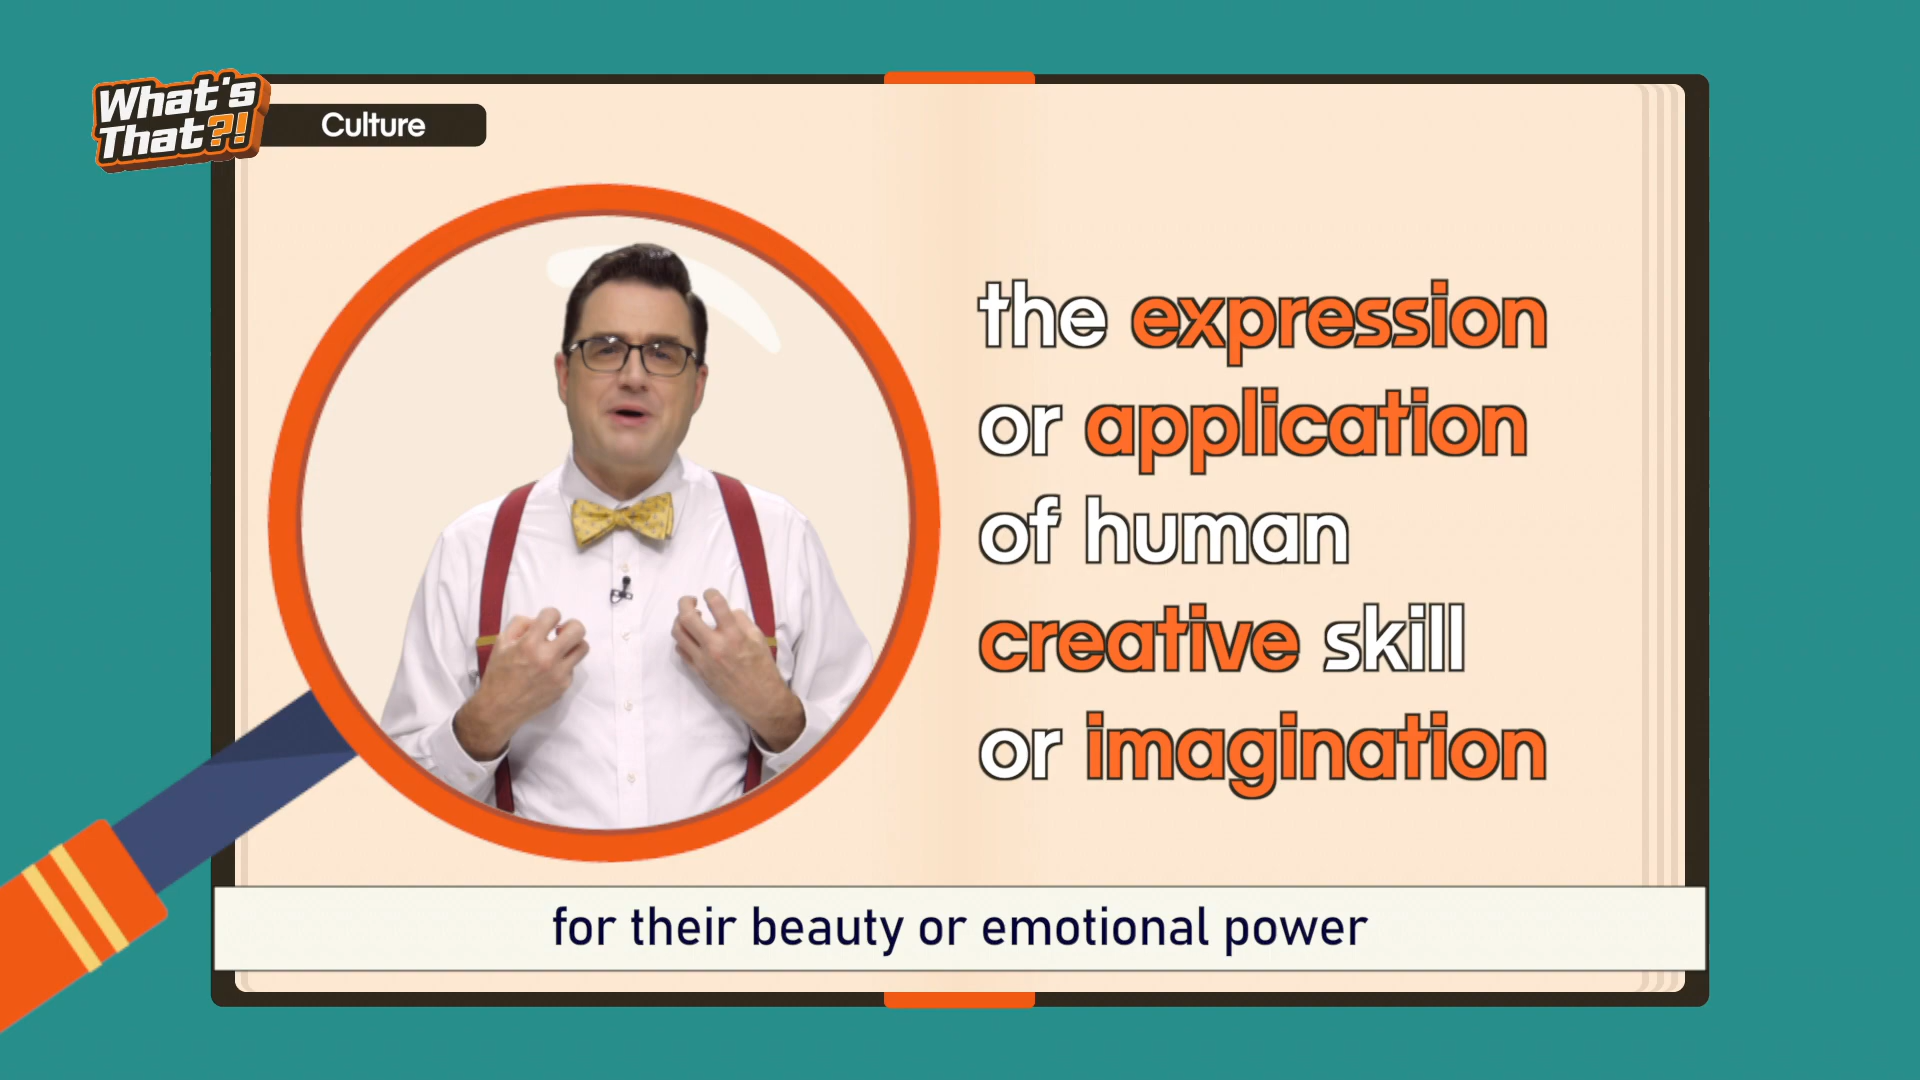 What's
That?!
Culture
the expression
or application
of human
creative skill
or imagination
for their beauty or emotional power